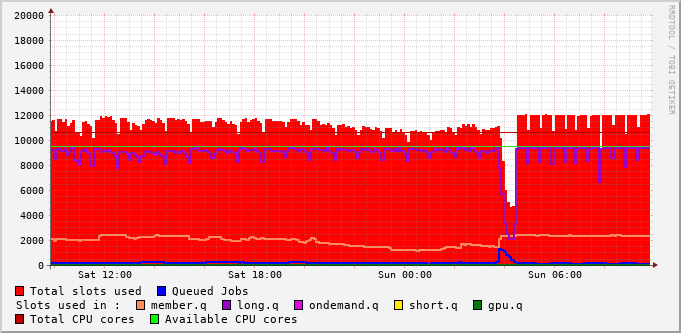 RRDTOOL / TOBI OETIKER
20000
18000
16000
14000
12000
10000
8000
6000
4000
2000
0
Sat 12:00 Sat 18:00 Sun 00:00 Sun 06:00
Total slots used Queued Jobs
Slots used in : member.q long.q ondemand.q short.q gpu.q
Total CPU cores Available CPU cores